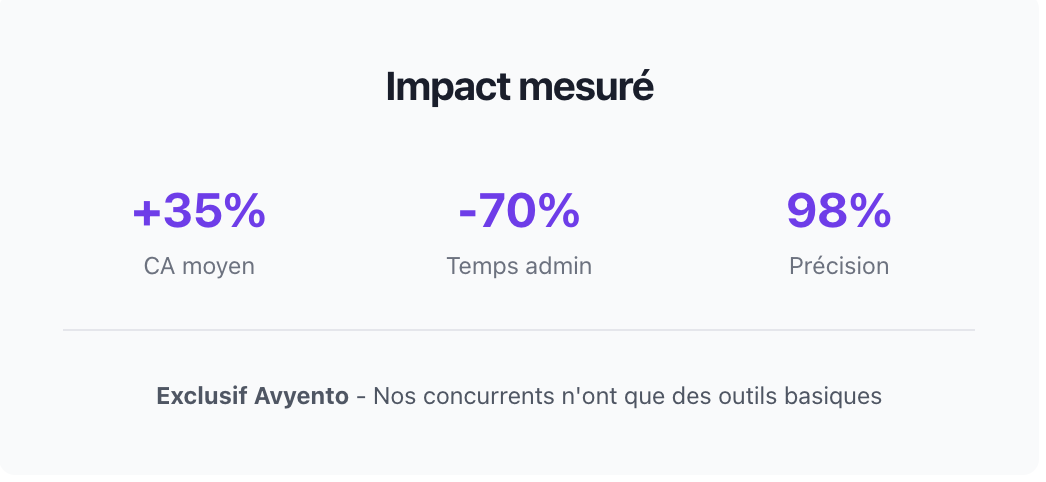 Impact mesuré
+35% -70% 98%
CA moyen Temps admin Précision
Exclusif Avyento - Nos concurrents n'ont que des outils basiques